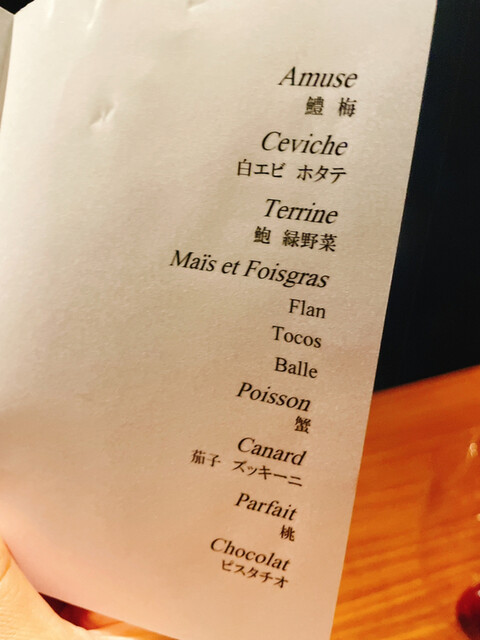 Amuse
鱧 梅
Ceviche
白エビ ホタテ
Terrine
鮑 緑野菜
Maïs et Foisgras
Flan
Tocos
Balle
Poisson
蟹
Canard
茄子 ズッキーニ
Parfait
桃
Chocolat
ピスタチオ